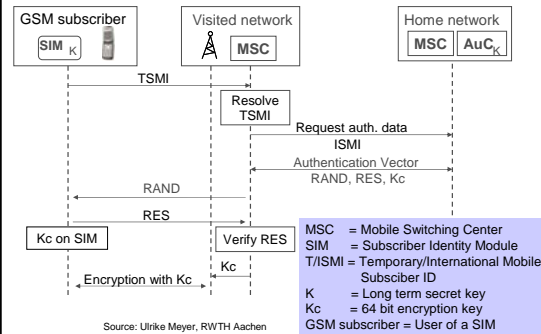 GSM subscriber
SIM K
Visited network
MSC
Home network
MSC AuC K
TSMI
Resolve
TSMI
Request auth. data
ISMI
Authentication Vector
RAND, RES, Kc
RAND
RES
Kc on SIM
Verify RES
Kc
Encryption with Kc
MSC = Mobile Switching Center
SIM = Subscriber Identity Module
T/ISMI = Temporary/International Mobile
Subsciber ID
K = Long term secret key
Kc = 64 bit encryption key
GSM subscriber = User of a SIM
Source: Ulrike Meyer, RWTH Aachen